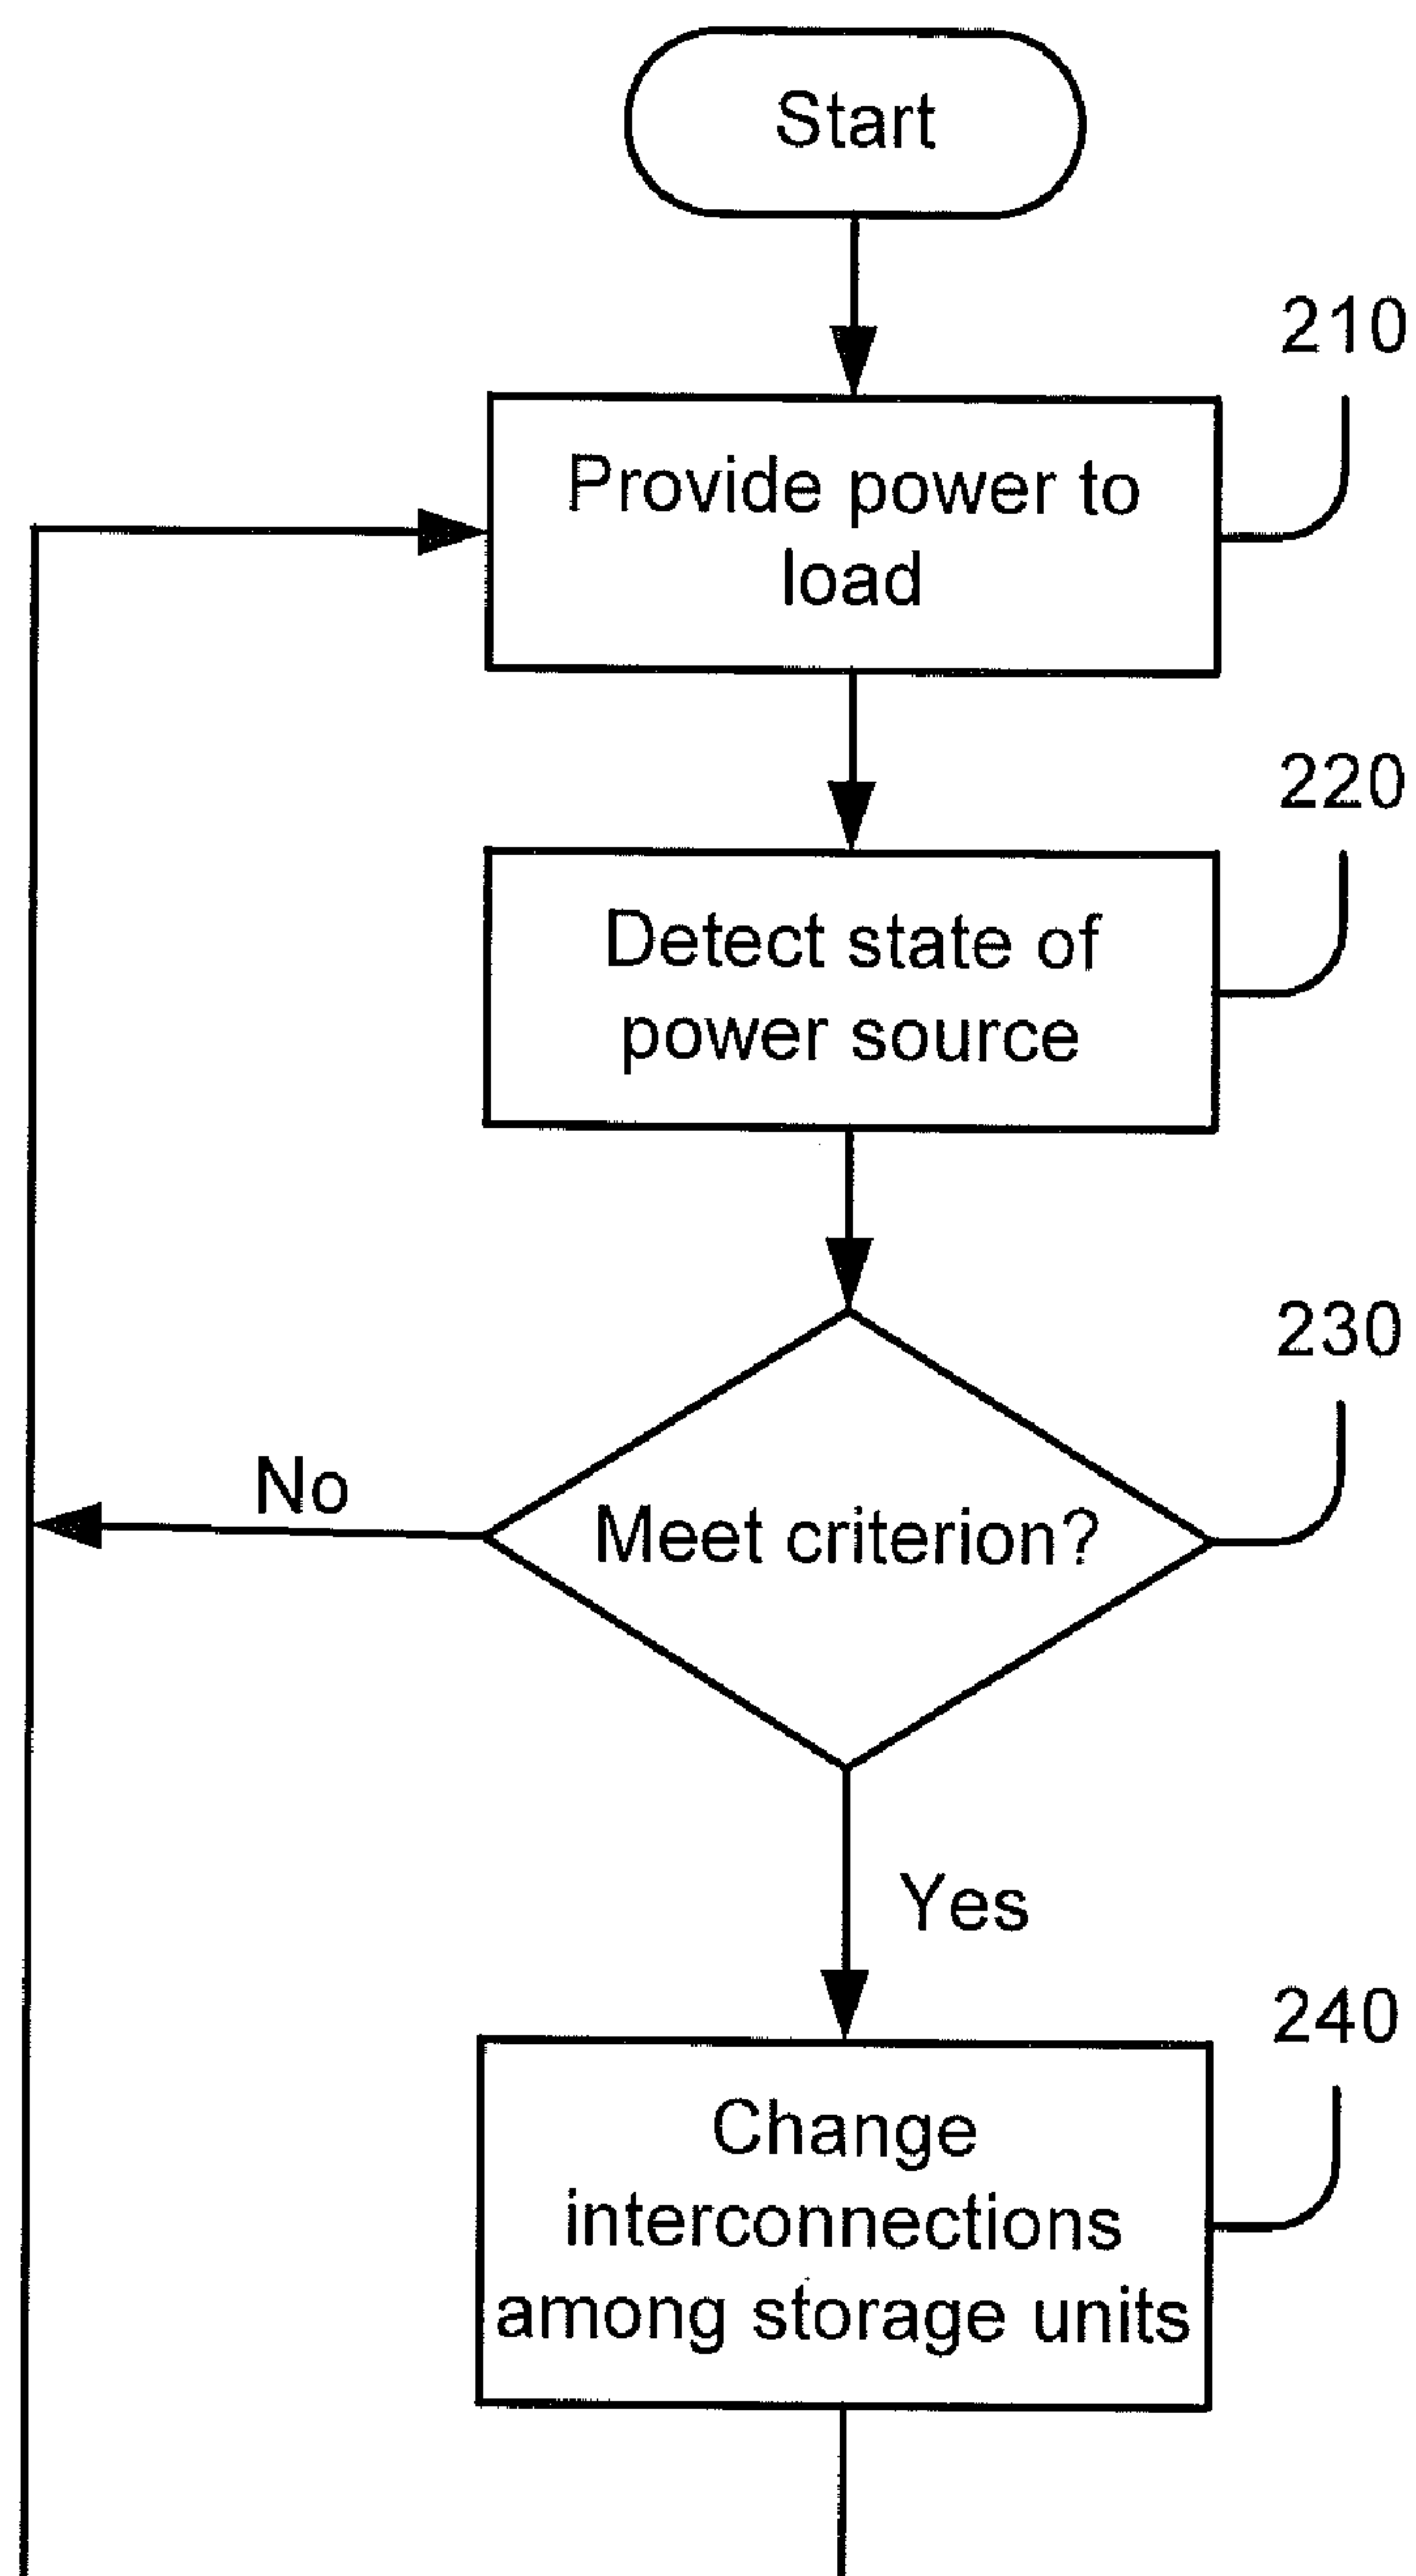 Start
210
Provide power to
load
220
Detect state of
power source
230
No
Meet criterion?
Yes
240
Change
interconnections
among storage units